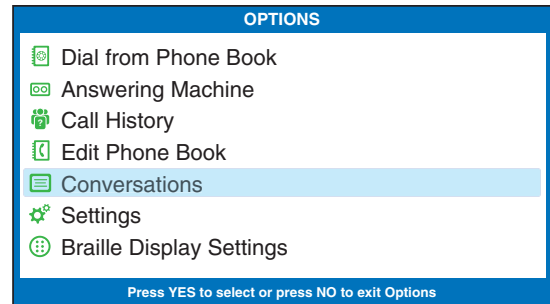 OPTIONS
Dial from Phone Book
Answering Machine
Call History
Edit Phone Book
Conversations
Settings
Braille Display Settings
Press YES to select or press NO to exit Options